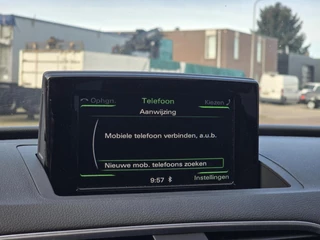 Ophgn.
Telefoon
Kiezen
Aanwijzing
Mobiele telefoon verbinden, a.u.b.
Nieuwe mob. telefoons zoeken
9:57
Instellingen